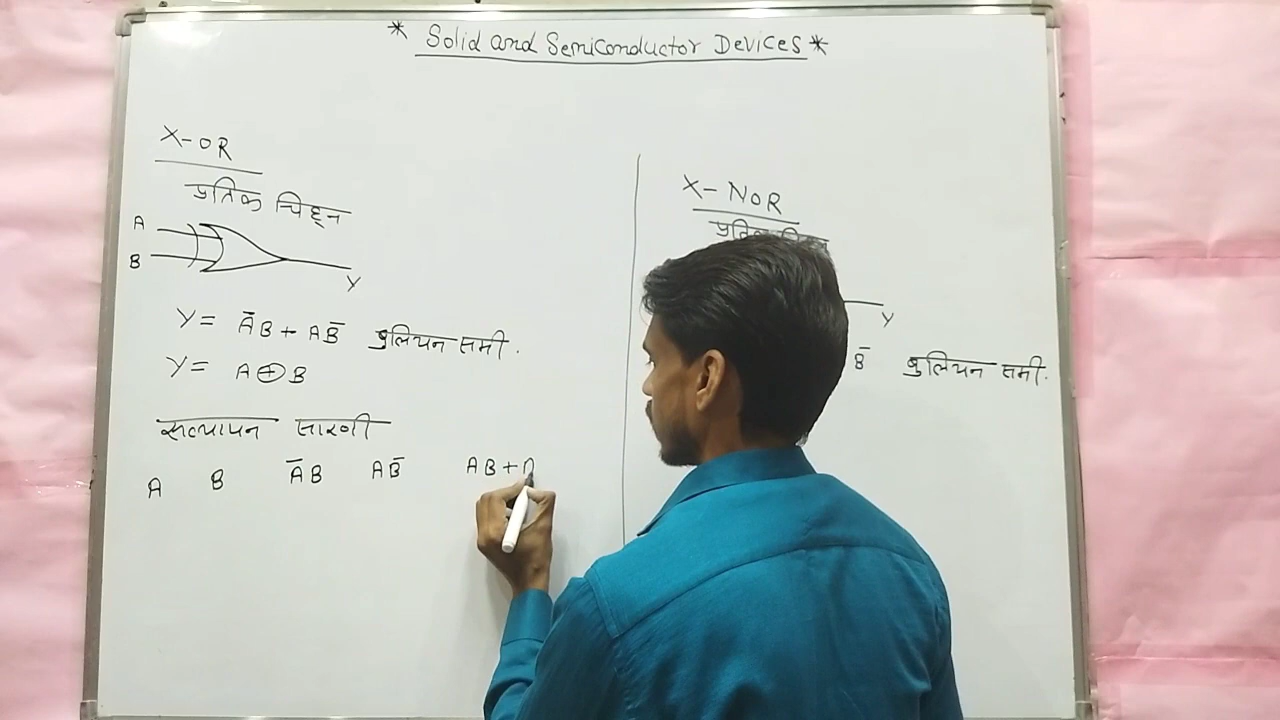 * Solid and Semiconductor Devices *
X-OR
प्रतिक चिह्न
A
B
Y
Y = A̅B + AB̅ बुलियन समी.
Y = A⊕B
सत्यापन सारणी
A B A̅B AB̅ AB + A
X-NOR
प्रतिक चिह्न
Y
B̅ बुलियन समी.